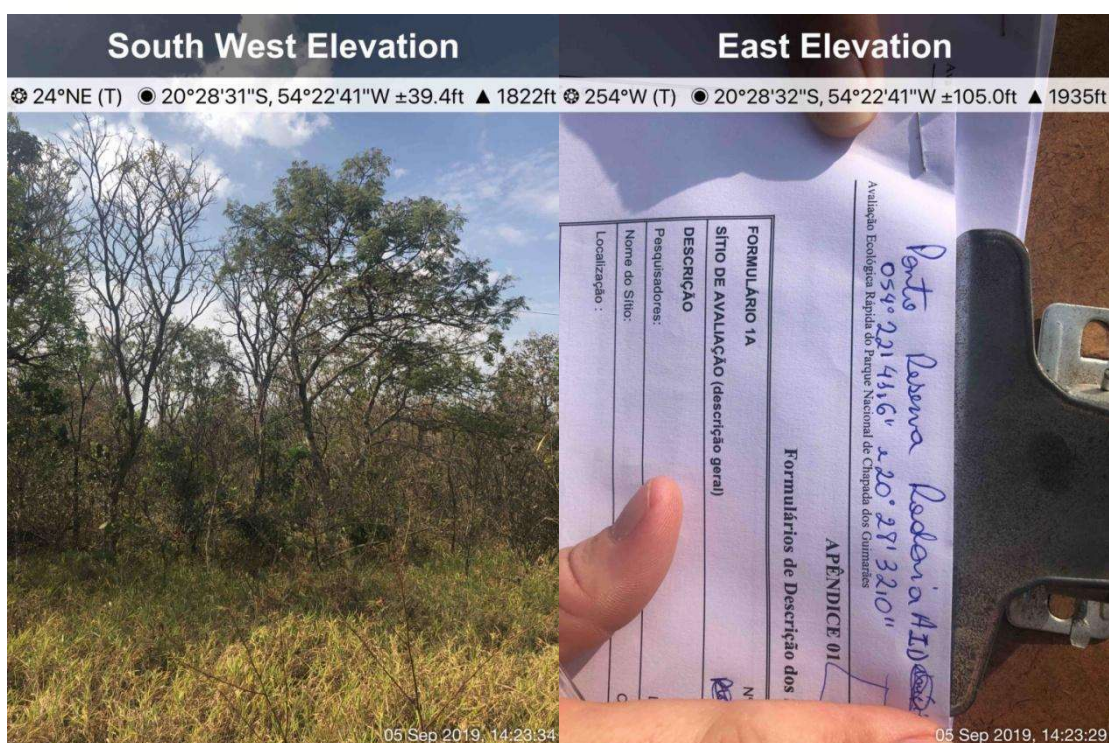 South West Elevation
24°NE (T) 20°28'31"S, 54°22'41"W ±39.4ft ▲ 1822ft
05 Sep 2019, 14:23:34
East Elevation
254°W (T) 20°28'32"S, 54°22'41"W ±105.0ft ▲ 1935ft
Ponto Reserva Rodovia AID
054° 22' 43,6" e 20° 28' 32,0"
Avaliação Ecológica Rápida do Parque Nacional de Chapada dos Guimarães
APÊNDICE 01
Formulários de Descrição dos
FORMULÁRIO 1A
SÍTIO DE AVALIAÇÃO (descrição geral)
DESCRIÇÃO
Pesquisadores:
Nome do Sítio:
Localização :
05 Sep 2019, 14:23:29